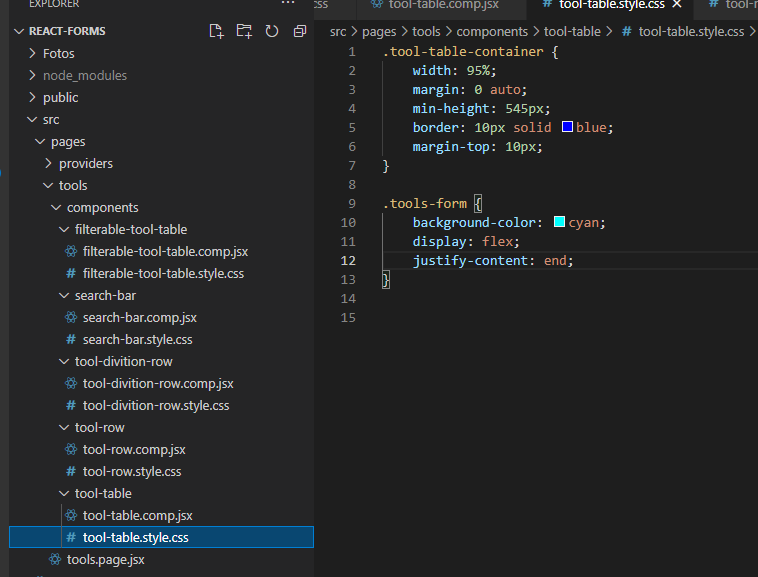 EXPLORER
...
REACT-FORMS
Fotos
node_modules
public
src
pages
providers
tools
components
filterable-tool-table
filterable-tool-table.comp.jsx
# filterable-tool-table.style.css
search-bar
search-bar.comp.jsx
# search-bar.style.css
tool-divition-row
tool-divition-row.comp.jsx
# tool-divition-row.style.css
tool-row
tool-row.comp.jsx
# tool-row.style.css
tool-table
tool-table.comp.jsx
# tool-table.style.css
tools.page.jsx
css tool-table.comp.jsx # tool-table.style.css × #
src > pages > tools > components > tool-table > # tool-table.style.css >
1 .tool-table-container {
2 width: 95%;
3 margin: 0 auto;
4 min-height: 545px;
5 border: 10px solid blue;
6 margin-top: 10px;
7 }
8
9 .tools-form {
10 background-color: cyan;
11 display: flex;
12 justify-content: end;
13 }
14
15